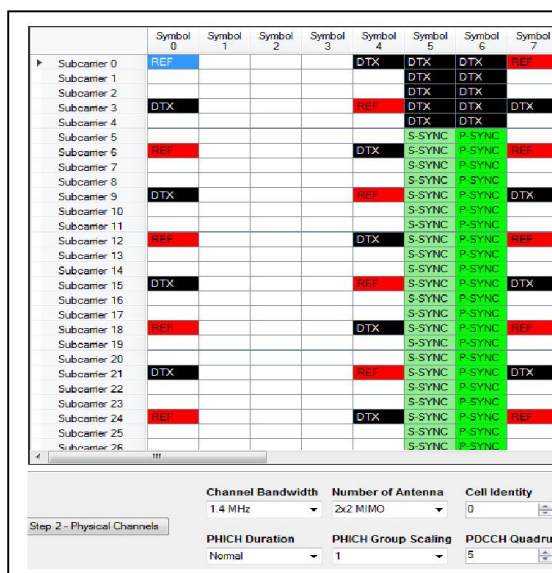 Symbol 0 Symbol 1 Symbol 2 Symbol 3 Symbol 4 Symbol 5 Symbol 6 Symbol 7
Subcarrier 0 REF DTX DTX DTX REF
Subcarrier 1 DTX DTX
Subcarrier 2 DTX DTX
Subcarrier 3 DTX REF DTX DTX DTX
Subcarrier 4 DTX DTX
Subcarrier 5 S-SYNC P-SYNC
Subcarrier 6 REF DTX S-SYNC P-SYNC REF
Subcarrier 7 S-SYNC P-SYNC
Subcarrier 8 S-SYNC P-SYNC
Subcarrier 9 DTX REF S-SYNC P-SYNC DTX
Subcarrier 10 S-SYNC P-SYNC
Subcarrier 11 S-SYNC P-SYNC
Subcarrier 12 REF DTX S-SYNC P-SYNC REF
Subcarrier 13 S-SYNC P-SYNC
Subcarrier 14 S-SYNC P-SYNC
Subcarrier 15 DTX REF S-SYNC P-SYNC DTX
Subcarrier 16 S-SYNC P-SYNC
Subcarrier 17 S-SYNC P-SYNC
Subcarrier 18 REF DTX S-SYNC P-SYNC REF
Subcarrier 19 S-SYNC P-SYNC
Subcarrier 20 S-SYNC P-SYNC
Subcarrier 21 DTX REF S-SYNC P-SYNC DTX
Subcarrier 22 S-SYNC P-SYNC
Subcarrier 23 S-SYNC P-SYNC
Subcarrier 24 REF DTX S-SYNC P-SYNC REF
Subcarrier 25 S-SYNC P-SYNC
Subcarrier 26 S-SYNC P-SYNC
Channel Bandwidth Number of Antenna Cell Identity
1.4 MHz 2x2 MIMO 0
Step 2 - Physical Channels
PHICH Duration PHICH Group Scaling PDCCH Quadru
Normal 1 5